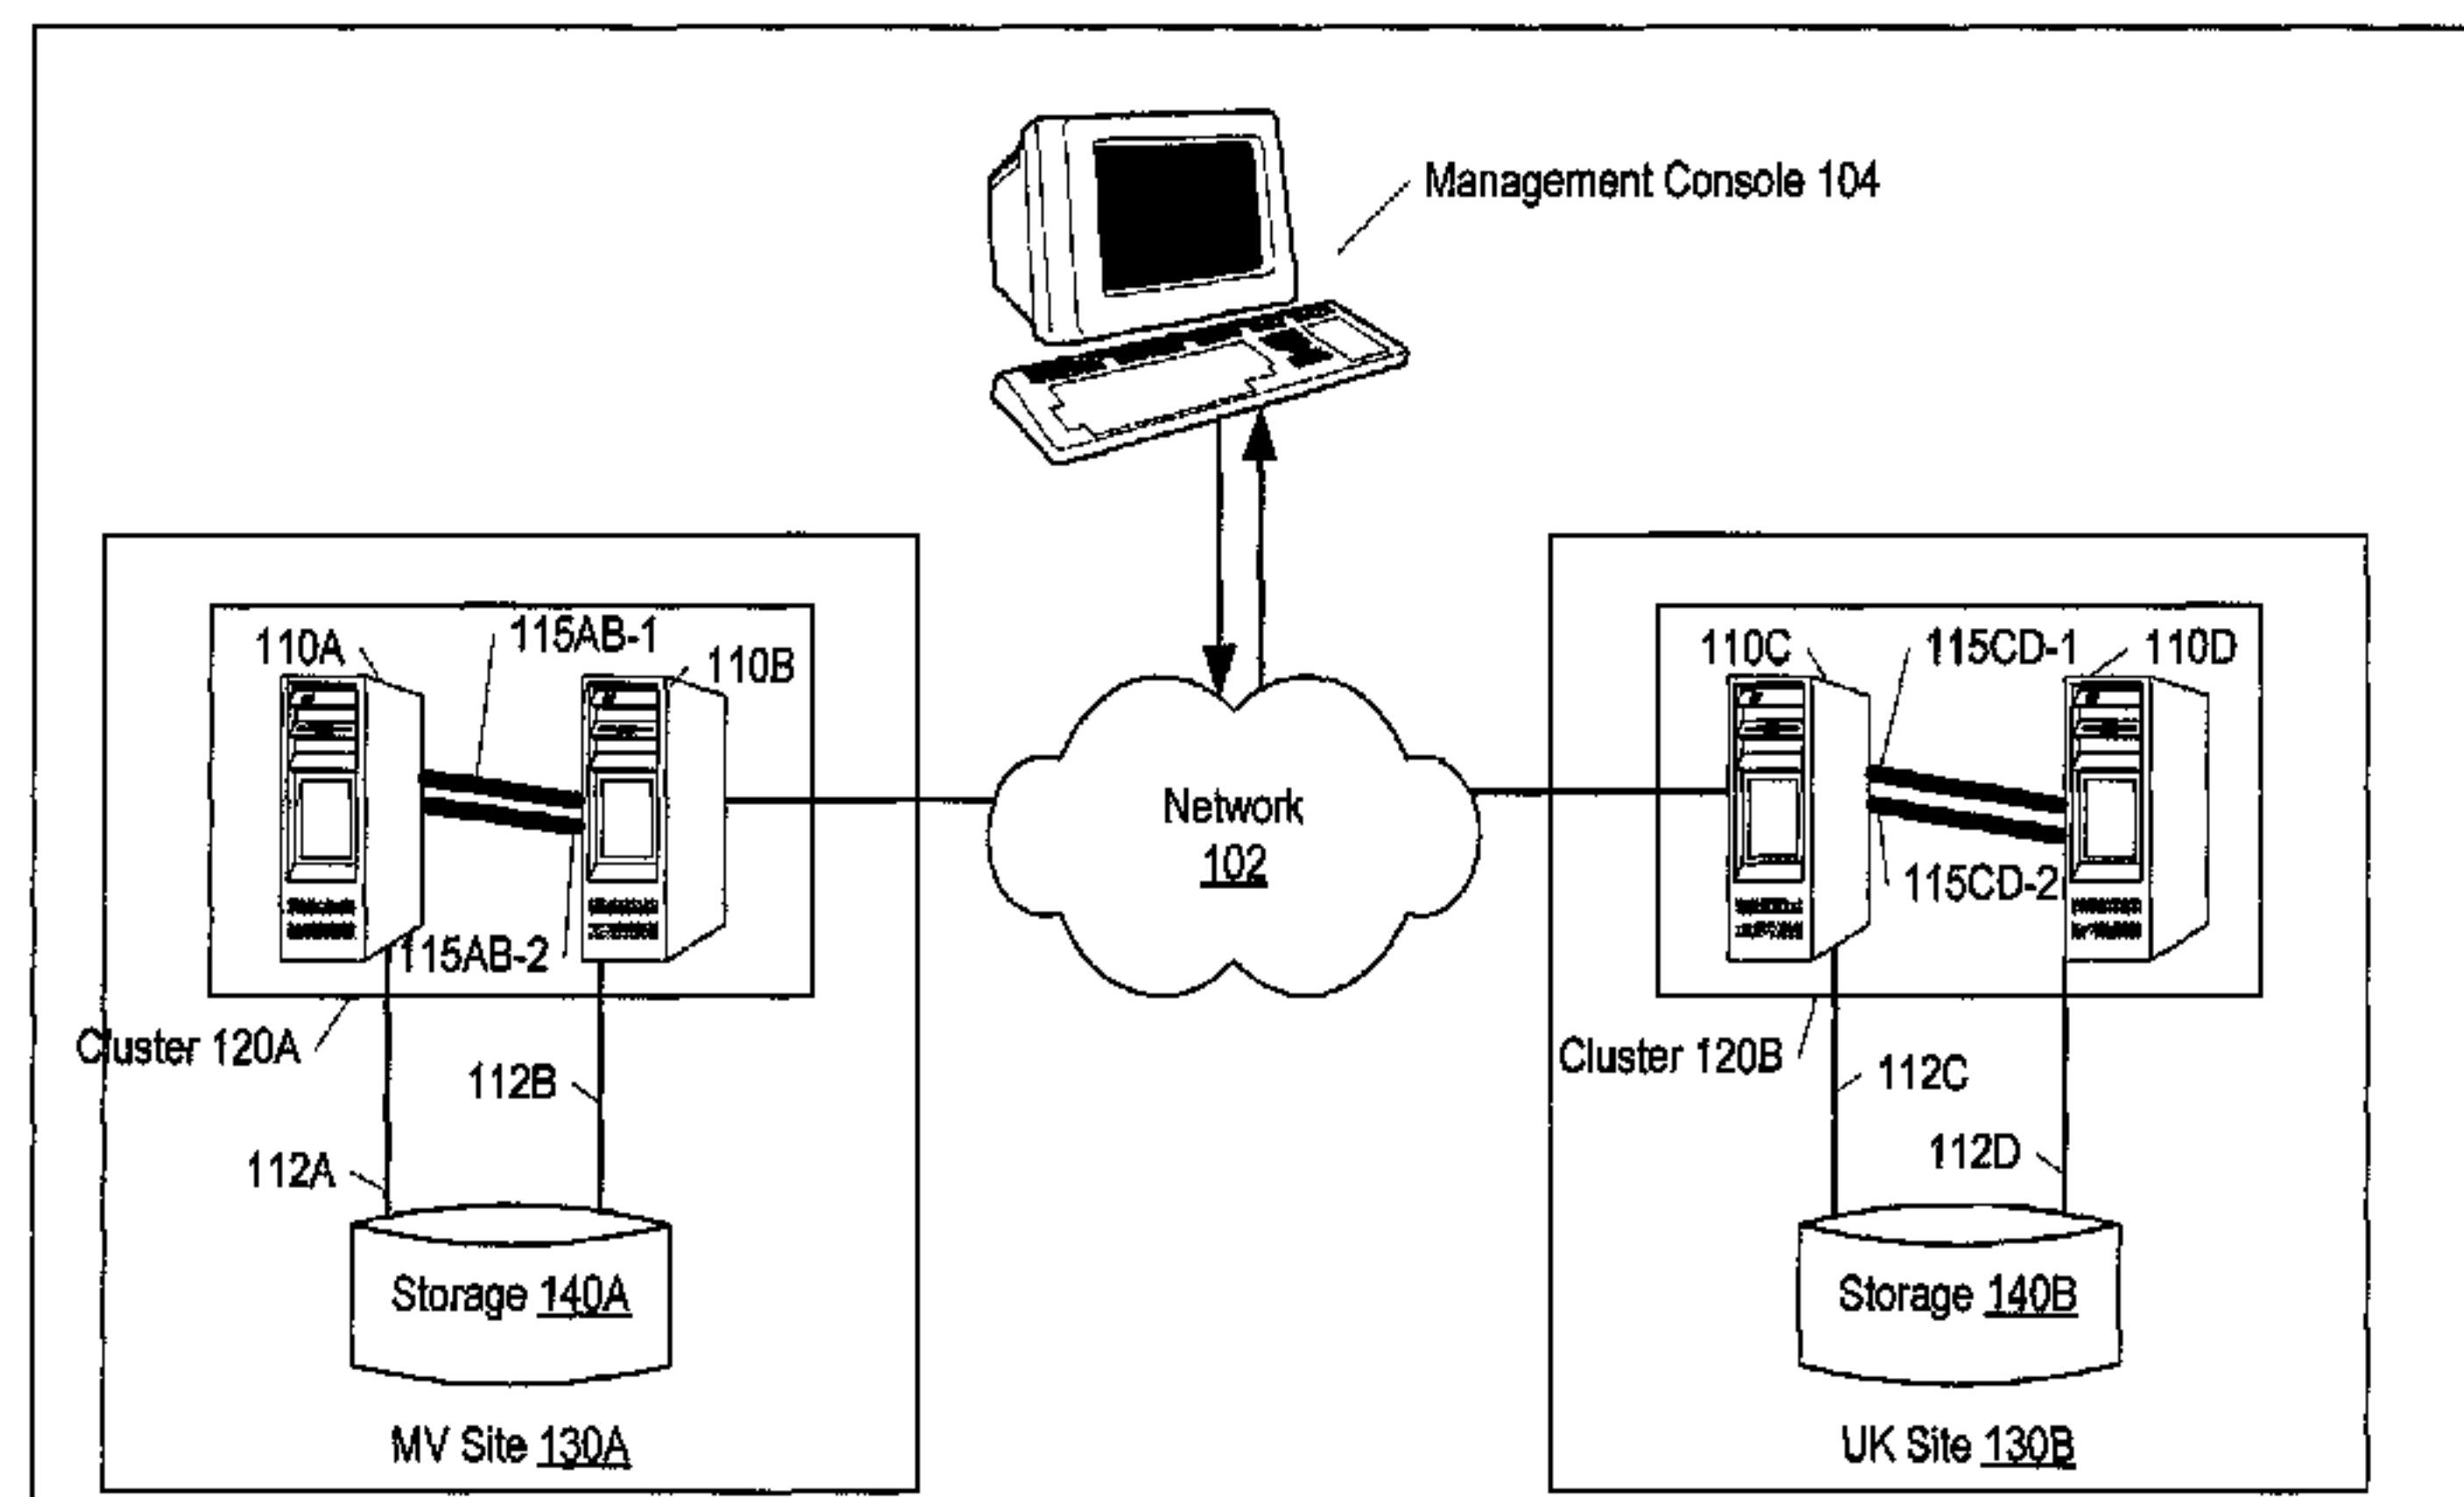 Management Console 104
110A
115AB-1
110B
115AB-2
Cluster 120A
112B
112A
Storage 140A
MV Site 130A
Network
102
110C
115CD-1
110D
115CD-2
Cluster 120B
112C
112D
Storage 140B
UK Site 130B